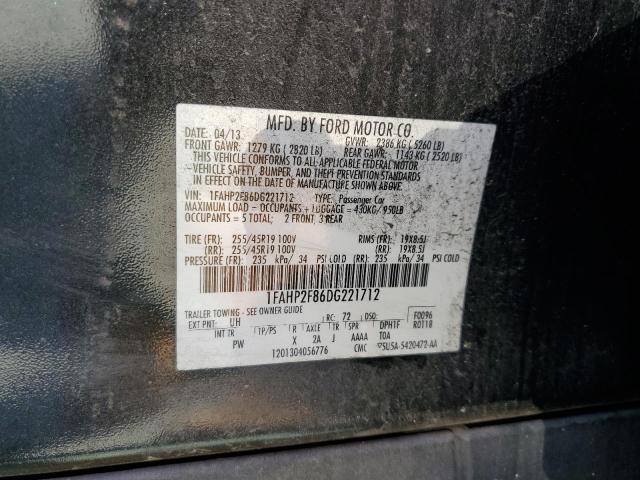 MFD. BY FORD MOTOR CO.
DATE: 04/13 GVWR: 2386 KG (5260 LB)
FRONT GAWR: 1279 KG (2820 LB) REAR GAWR: 1143 KG (2520 LB)
THIS VEHICLE CONFORMS TO ALL APPLICABLE FEDERAL MOTOR
VEHICLE SAFETY, BUMPER, AND THEFT PREVENTION STANDARDS
IN EFFECT ON THE DATE OF MANUFACTURE SHOWN ABOVE.
VIN: 1FAHP2F86DG221712 TYPE: Passenger Car
MAXIMUM LOAD - OCCUPANTS + LUGGAGE = 430KG/950LB
OCCUPANTS = 5 TOTAL: 2 FRONT, 3 REAR
TIRE (FR): 255/45R19 100V RIMS (FR): 19X8.5J
(RR): 255/45R19 100V (RR): 19X8.5J
PRESSURE (FR): 235 kPa/ 34 PSI COLD (RR): 235 kPa/ 34 PSI COLD
1FAHP2F86DG221712
TRAILER TOWING - SEE OWNER GUIDE
EXT PNT: UH RC: 72 DSO: F0096
INT TR TP/PS R AXLE TR SPR DPH1F R0118
PW X 2A J AAAA TOA
1201304056776 CMC 5U5A-5420472-AA